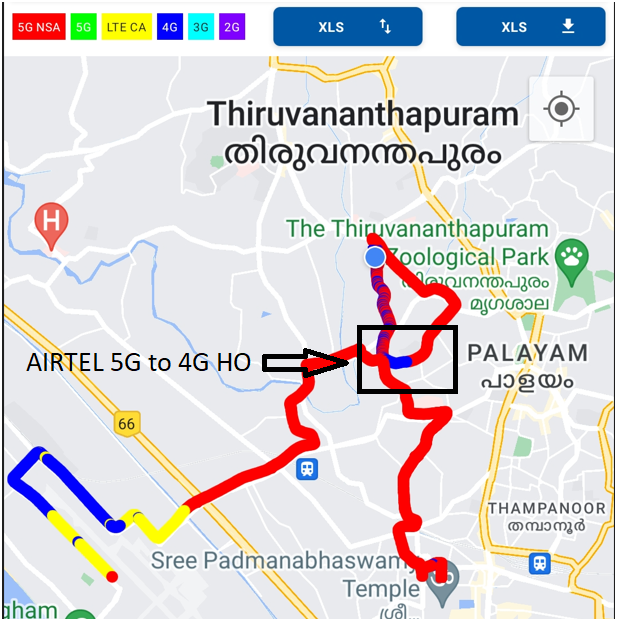 5G NSA
5G
LTE CA
4G
3G
2G
XLS
XLS
Thiruvananthapuram
തിരുവനന്തപുരം
H
The Thiruvananthapuram
Zoological Park
തിരുവനന്തപുരം
മൃഗശാല
AIRTEL 5G to 4G HO
PALAYAM
പാളയം
66
THAMPANOOR
തമ്പാനൂർ
Sree Padmanabhaswamy
Temple
ശ്രീ...
gham